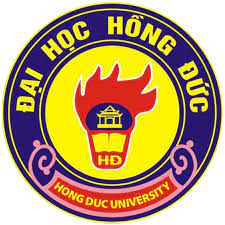 ĐẠI HỌC HỒNG ĐỨC
HĐ
HONG DUC UNIVERSITY